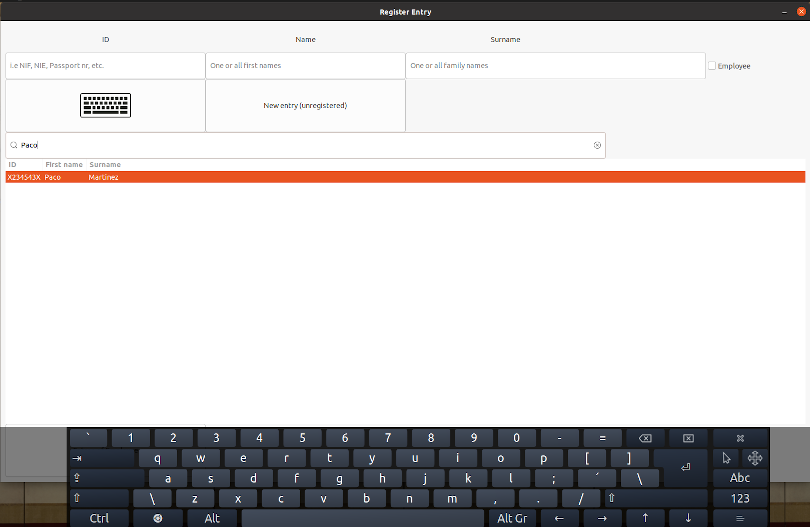 Register Entry
ID Name Surname
i.e NIF, NIE, Passport nr, etc. One or all first names One or all family names Employee
New entry (unregistered)
Paco
ID First name Surname
X234543X Paco Martinez
` 1 2 3 4 5 6 7 8 9 0 - =
q w e r t y u i o p [ ]
a s d f g h j k l ; ´ \ Abc
\ z x c v b n m , . / 123
Ctrl Alt Alt Gr